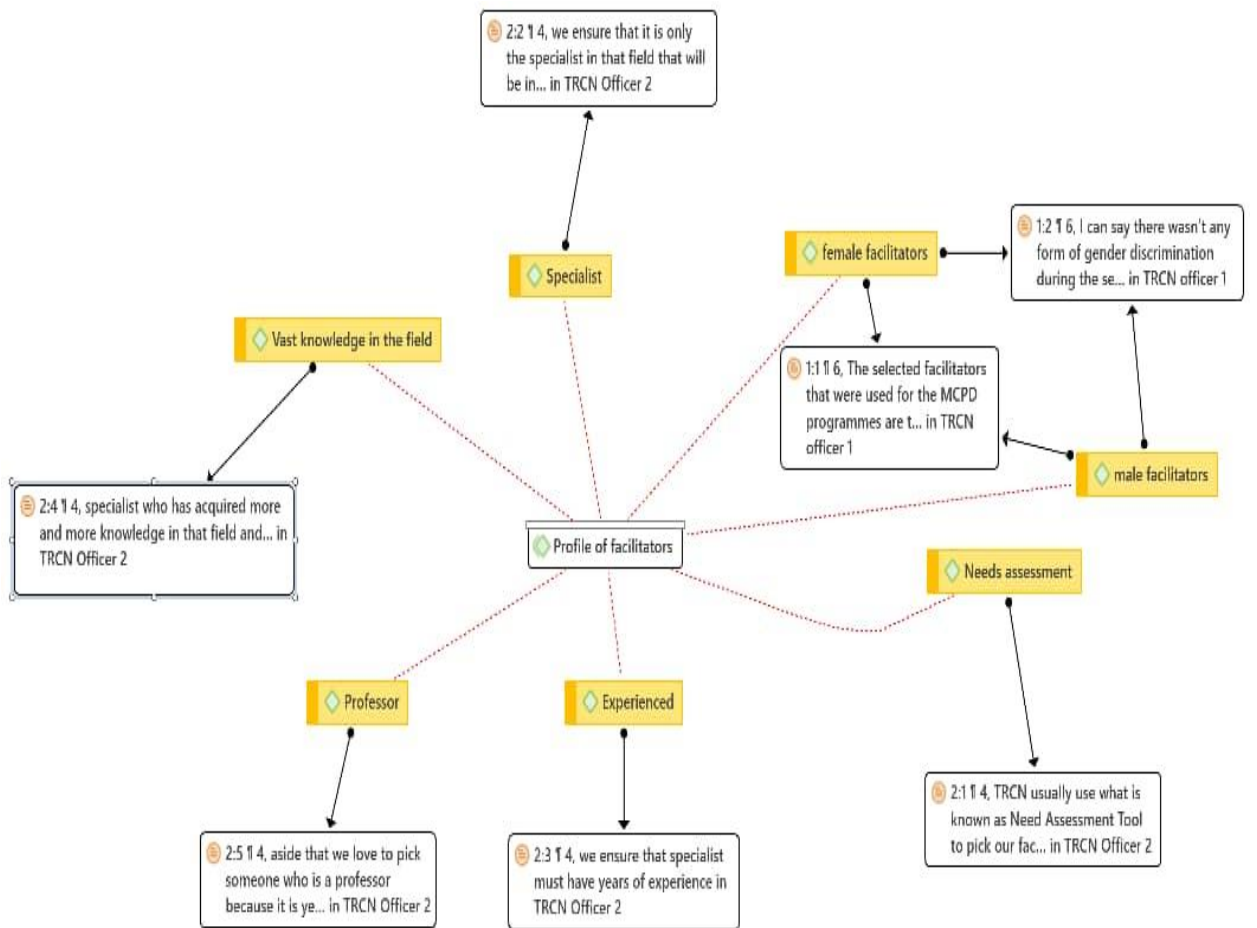 2:2 ¶ 4, we ensure that it is only
the specialist in that field that will
be in... in TRCN Officer 2
Specialist
female facilitators
1:2 ¶ 6, I can say there wasn't any
form of gender discrimination
during the se... in TRCN officer 1
Vast knowledge in the field
1:1 ¶ 6, The selected facilitators
that were used for the MCPD
programmes are t... in TRCN
officer 1
male facilitators
2:4 ¶ 4, specialist who has acquired more
and more knowledge in that field and... in
TRCN Officer 2
Profile of facilitators
Needs assessment
Professor
Experienced
2:1 ¶ 4, TRCN usually use what is
known as Need Assessment Tool
to pick our fac... in TRCN Officer 2
2:5 ¶ 4, aside that we love to pick
someone who is a professor
because it is ye... in TRCN Officer 2
2:3 ¶ 4, we ensure that specialist
must have years of experience in
TRCN Officer 2